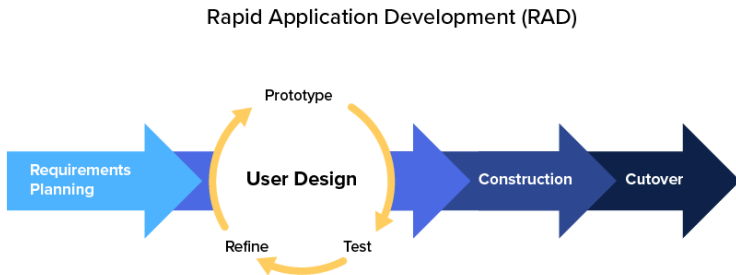 Rapid Application Development (RAD)
Prototype
Requirements
Planning
User Design
Construction
Cutover
Refine
Test